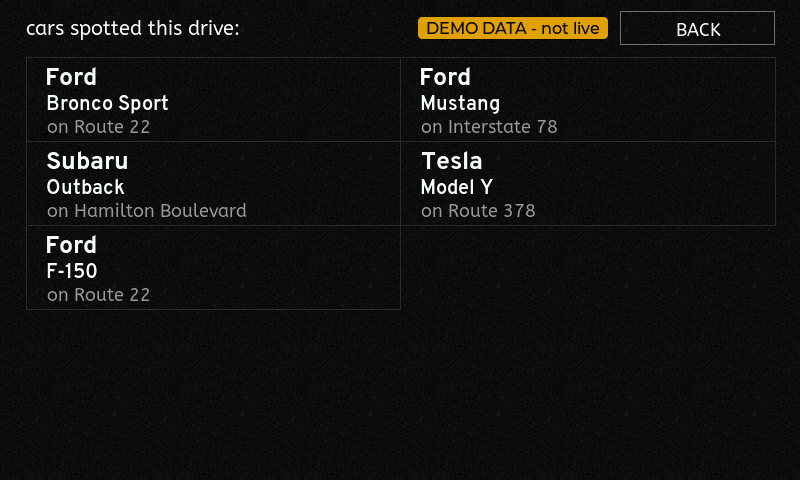 cars spotted this drive:
DEMO DATA - not live
BACK
Ford
Bronco Sport
on Route 22
Ford
Mustang
on Interstate 78
Subaru
Outback
on Hamilton Boulevard
Tesla
Model Y
on Route 378
Ford
F-150
on Route 22